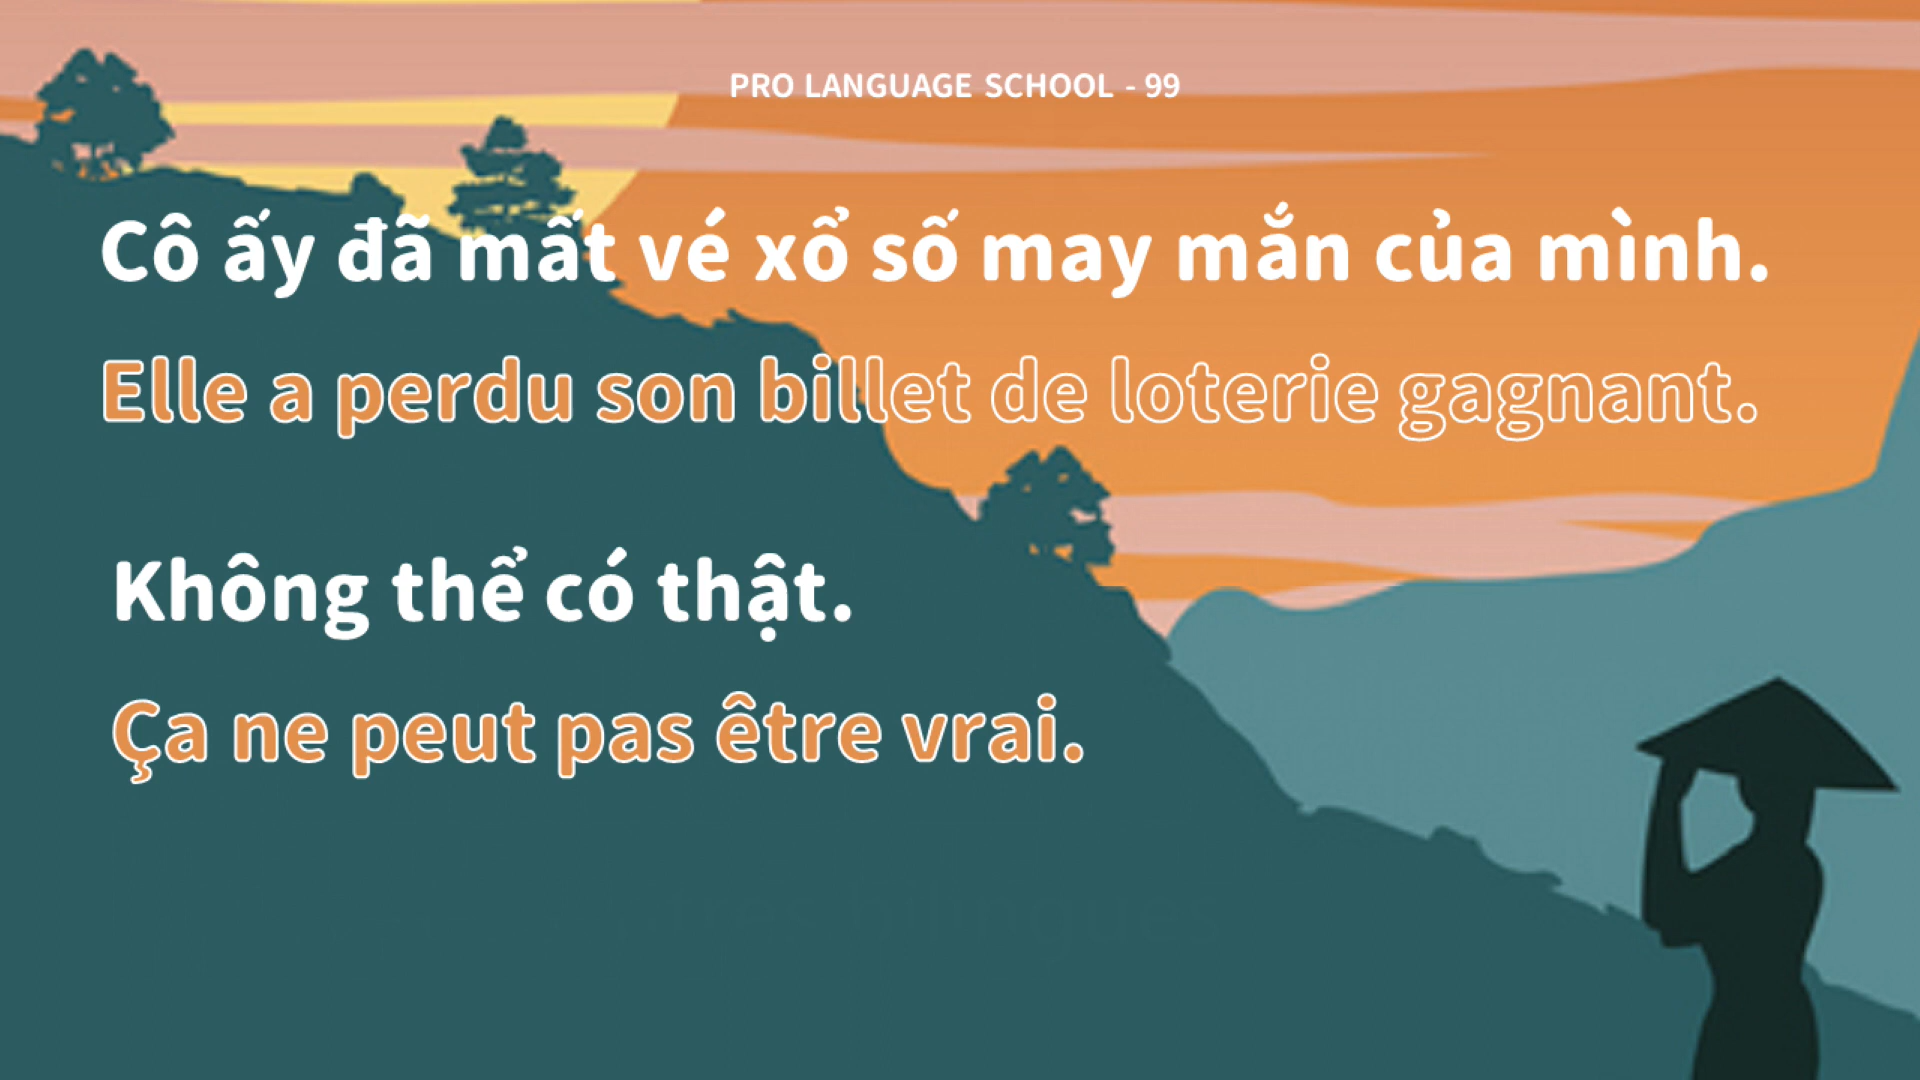 PRO LANGUAGE SCHOOL - 99
Cô ấy đã mất vé xổ số may mắn của mình.
Elle a perdu son billet de loterie gagnant.
Không thể có thật.
Ça ne peut pas être vrai.